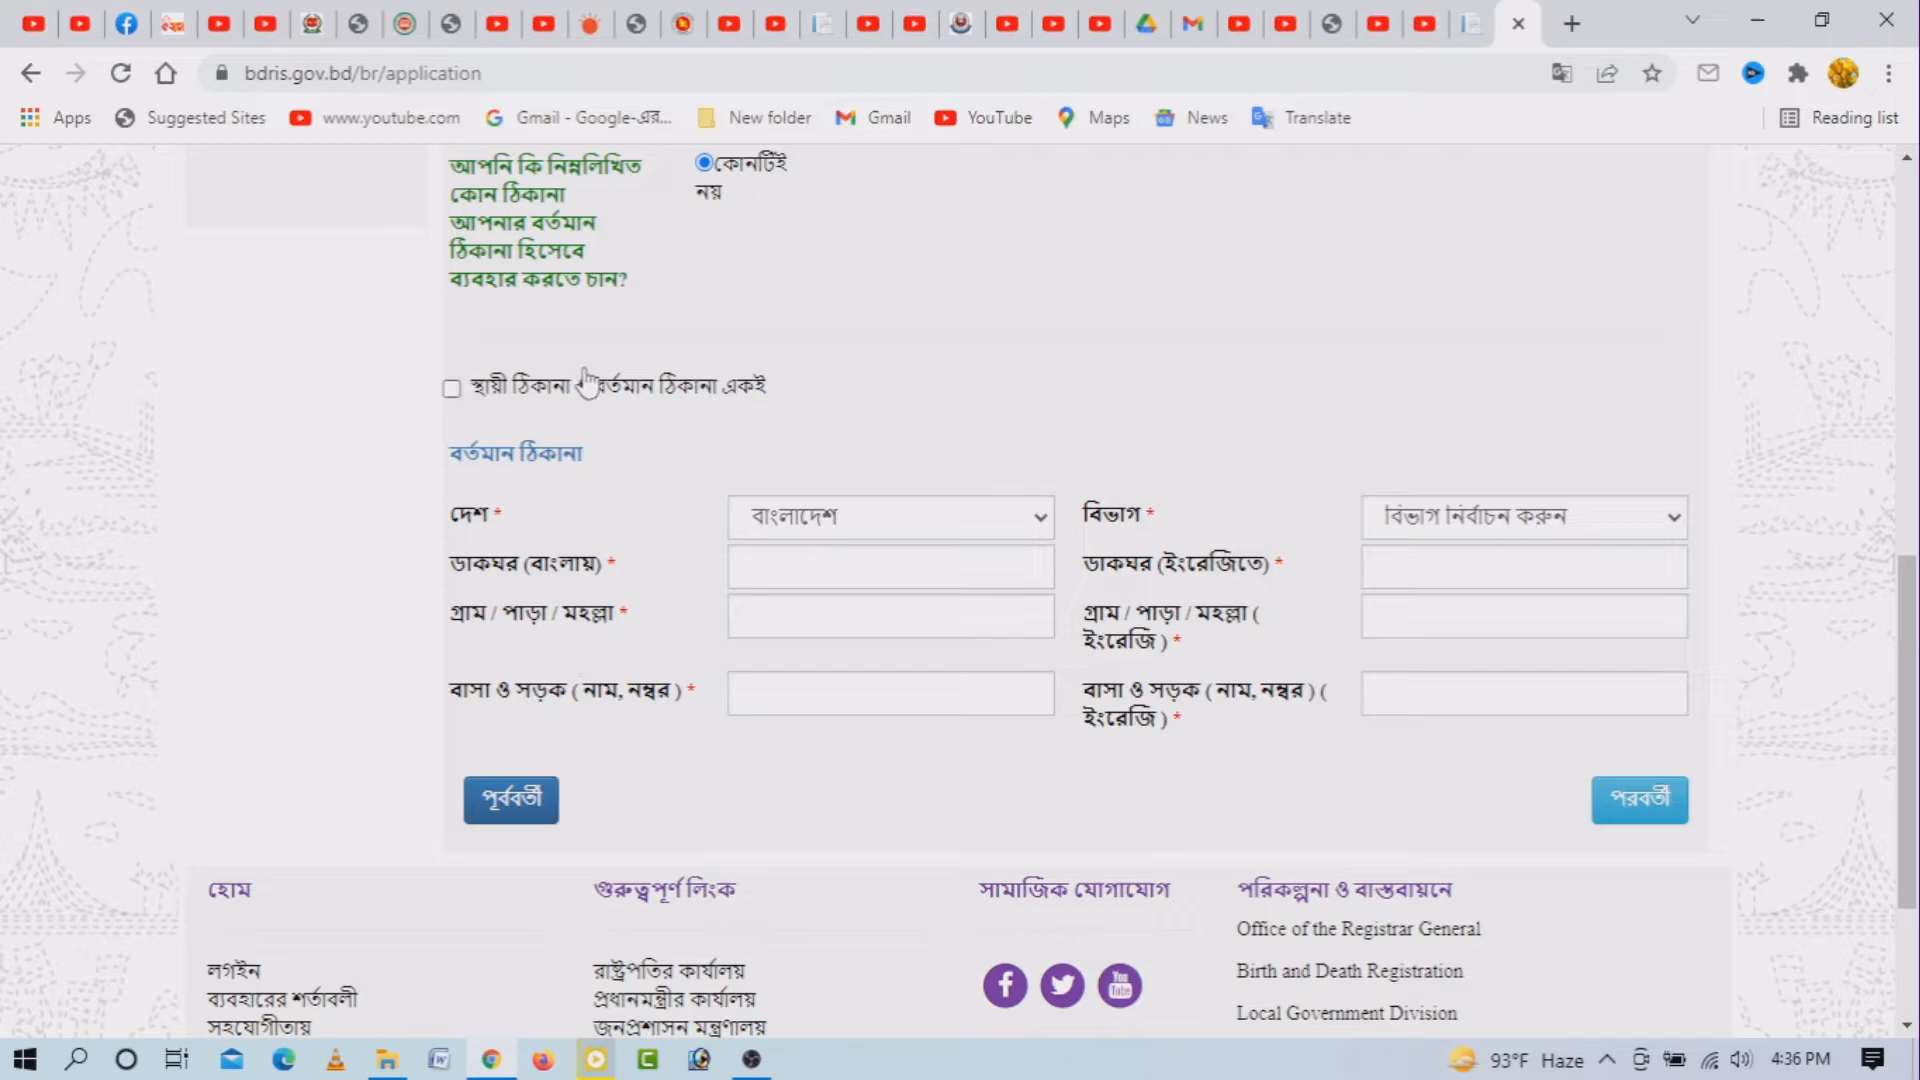 bdris.gov.bd/br/application
Apps Suggested Sites www.youtube.com Gmail - Google-এর... New folder Gmail YouTube Maps News Translate Reading list
আপনি কি নিম্নলিখিত
কোন ঠিকানা
আপনার বর্তমান
ঠিকানা হিসেবে
ব্যবহার করতে চান?
কোনটিই
নয়
স্থায়ী ঠিকানা ও বর্তমান ঠিকানা একই
বর্তমান ঠিকানা
দেশ * বাংলাদেশ বিভাগ * বিভাগ নির্বাচন করুন
ডাকঘর (বাংলায়) * ডাকঘর (ইংরেজিতে) *
গ্রাম / পাড়া / মহল্লা * গ্রাম / পাড়া / মহল্লা (
ইংরেজি ) *
বাসা ও সড়ক ( নাম, নম্বর ) * বাসা ও সড়ক ( নাম, নম্বর ) (
ইংরেজি ) *
পূর্ববর্তী পরবর্তী
হোম গুরুত্বপূর্ণ লিংক সামাজিক যোগাযোগ পরিকল্পনা ও বাস্তবায়নে
Office of the Registrar General
লগইন রাষ্ট্রপতির কার্যালয় Birth and Death Registration
ব্যবহারের শর্তাবলী প্রধানমন্ত্রীর কার্যালয়
Local Government Division
সহযোগীতায় জনপ্রশাসন মন্ত্রণালয়
You
Tube
93°F Haze 4:36 PM